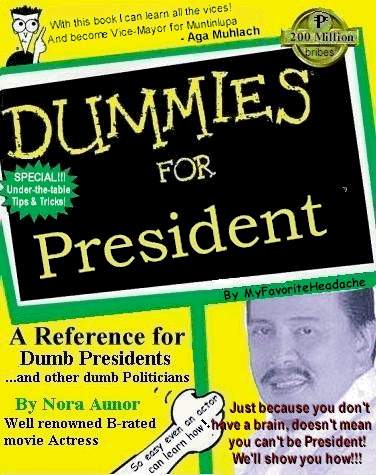 With this book I can learn all the vices!
And become Vice-Mayor for Muntinlupa
- Aga Muhlach
₱
200 Million
bribes
DUMMIES
FOR
President
SPECIAL!!!
Under-the-table
Tips & Tricks!
By MyFavoriteHeadache
A Reference for
Dumb Presidents
...and other dumb Politicians
By Nora Aunor
Well renowned B-rated
movie Actress
So easy even an actor
can learn how!
Just because you don't
have a brain, doesn't mean
you can't be President!
We'll show you how!!!